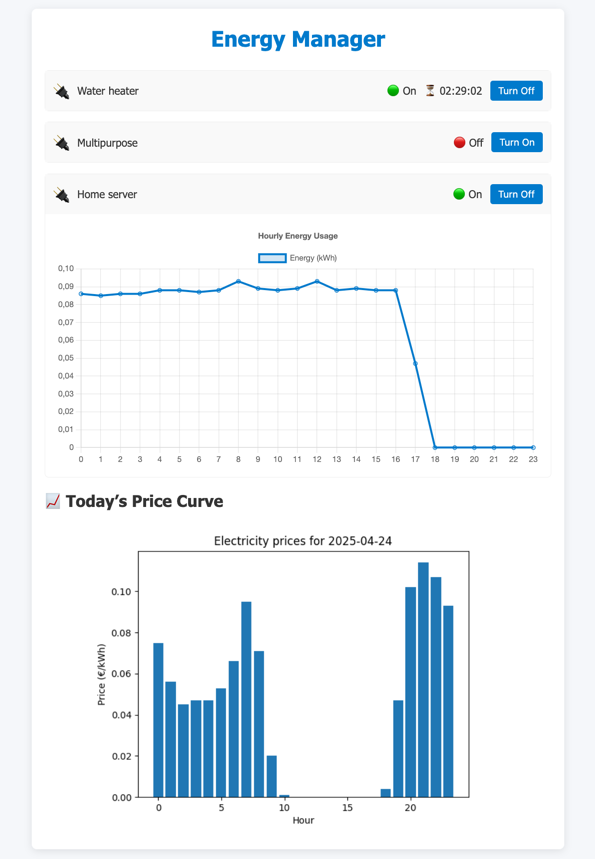 Energy Manager
Water heater On 02:29:02 Turn Off
Multipurpose Off Turn On
Home server On Turn Off
Hourly Energy Usage
Energy (kWh)
0,10
0,09
0,08
0,07
0,06
0,05
0,04
0,03
0,02
0,01
0
0 1 2 3 4 5 6 7 8 9 10 11 12 13 14 15 16 17 18 19 20 21 22 23
Today’s Price Curve
Electricity prices for 2025-04-24
Price (€/kWh)
0.10
0.08
0.06
0.04
0.02
0.00
0 5 10 15 20
Hour